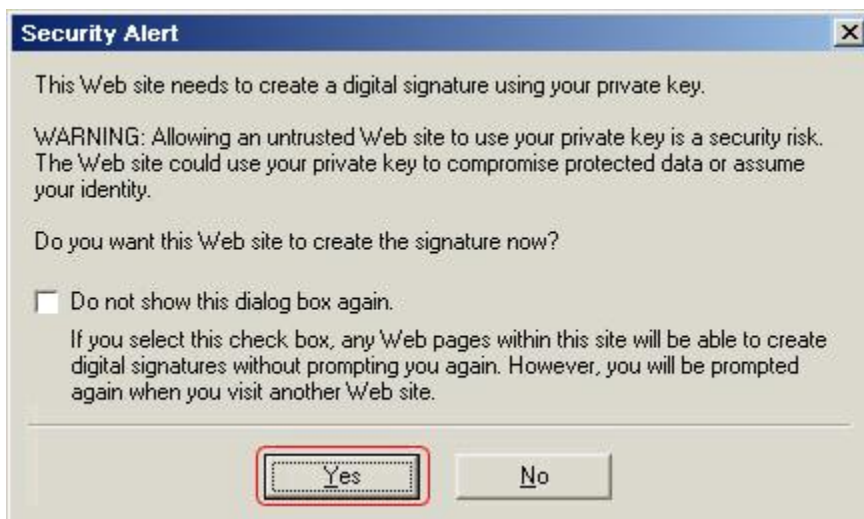 Security Alert
This Web site needs to create a digital signature using your private key.
WARNING: Allowing an untrusted Web site to use your private key is a security risk.
The Web site could use your private key to compromise protected data or assume
your identity.
Do you want this Web site to create the signature now?
Do not show this dialog box again.
If you select this check box, any Web pages within this site will be able to create
digital signatures without prompting you again. However, you will be prompted
again when you visit another Web site.
Yes No